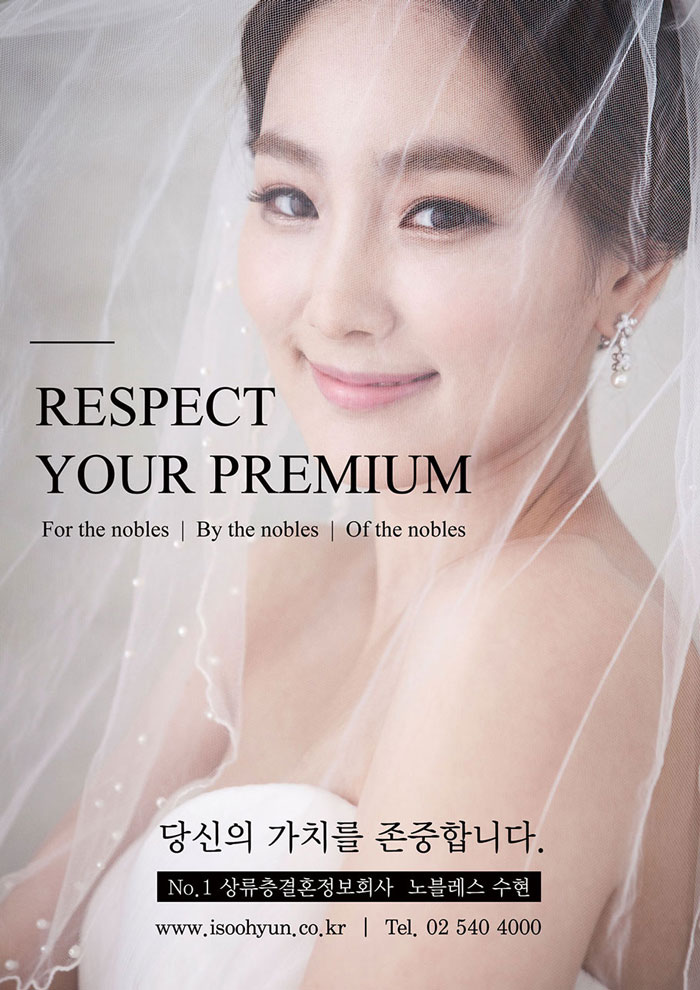 RESPECT
YOUR PREMIUM
For the nobles | By the nobles | Of the nobles
당신의 가치를 존중합니다.
No.1 상류층결혼정보회사 노블레스 수현
www.isoohyun.co.kr | Tel. 02 540 4000